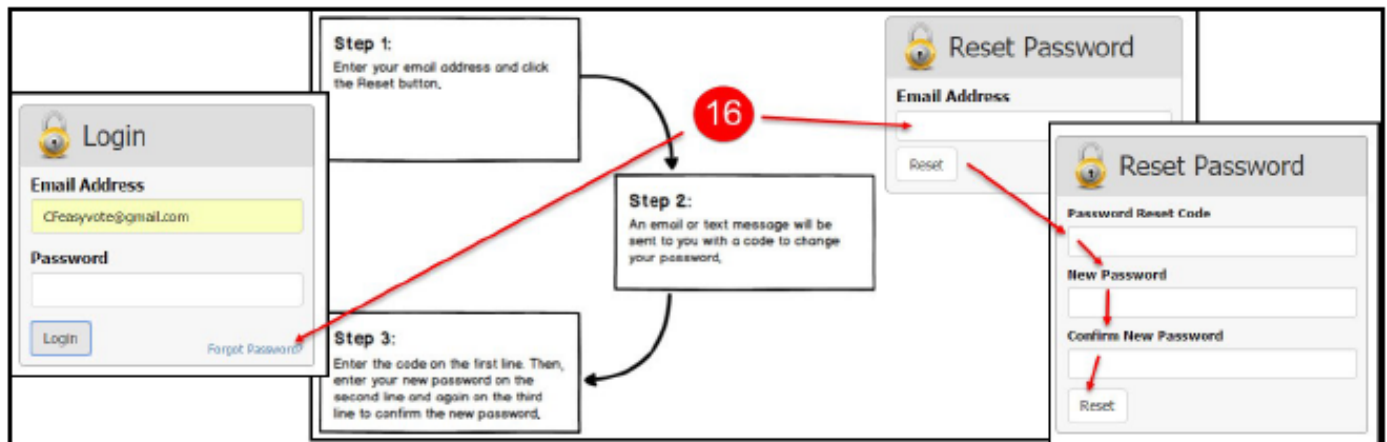 Step 1:
Enter your email address and click
the Reset button.
16
Reset Password
Email Address
Reset
Login
Email Address
CFeasyvote@gmail.com
Password
Login
Forgot Password?
Step 2:
An email or text message will be
sent to you with a code to change
your password.
Step 3:
Enter the code on the first line. Then,
enter your new password on the
second line and again on the third
line to confirm the new password.
Reset Password
Password Reset Code
New Password
Confirm New Password
Reset